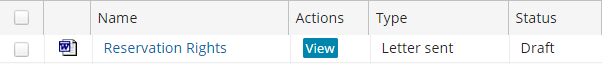 Name Actions Type Status
Reservation Rights View Letter sent Draft